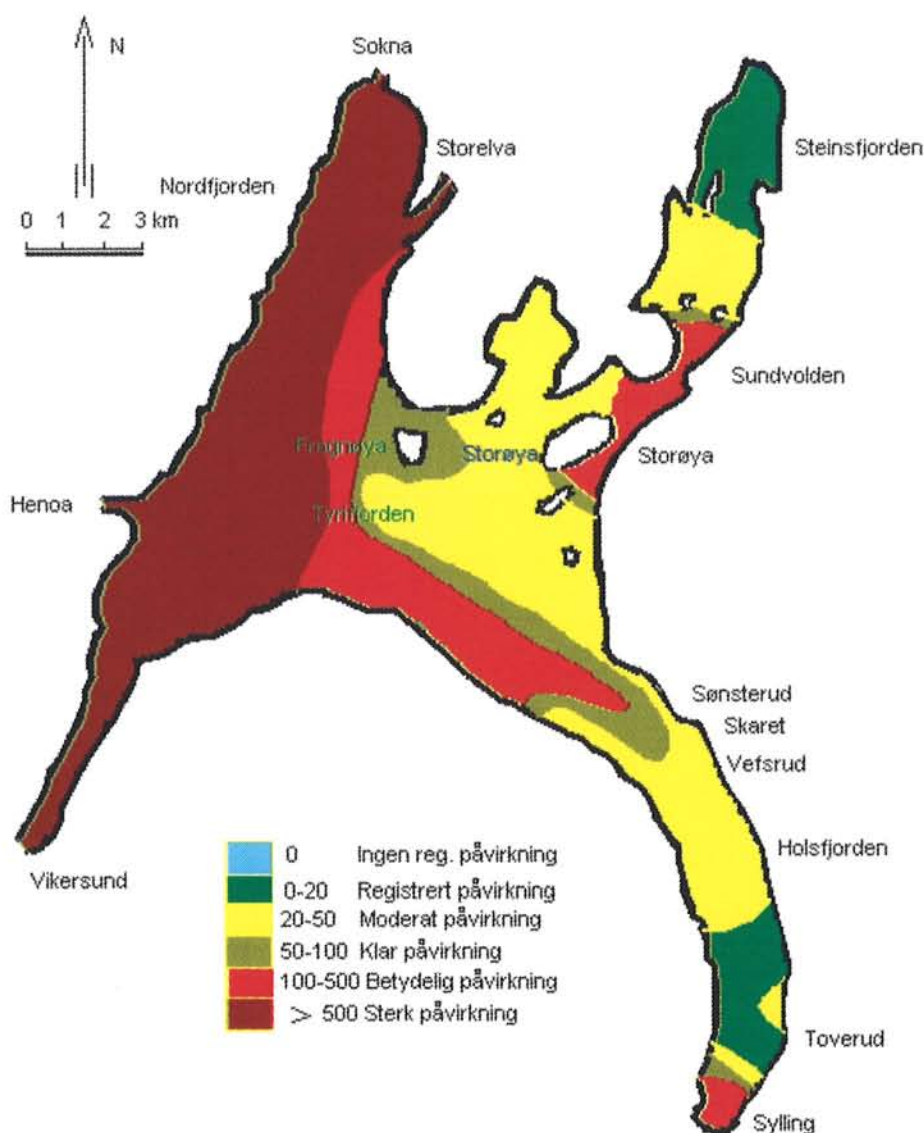 Sokna
N
Storelva
Steinsfjorden
Nordfjorden
0 1 2 3 km
Sundvolden
Frognøya
Storøya
Storøya
Henoa
Tyrifjorden
Sønsterud
Skaret
Vefsrud
Holsfjorden
Vikersund
0 Ingen reg. påvirkning
0-20 Registrert påvirkning
20-50 Moderat påvirkning
50-100 Klar påvirkning
100-500 Betydelig påvirkning
> 500 Sterk påvirkning
Toverud
Sylling